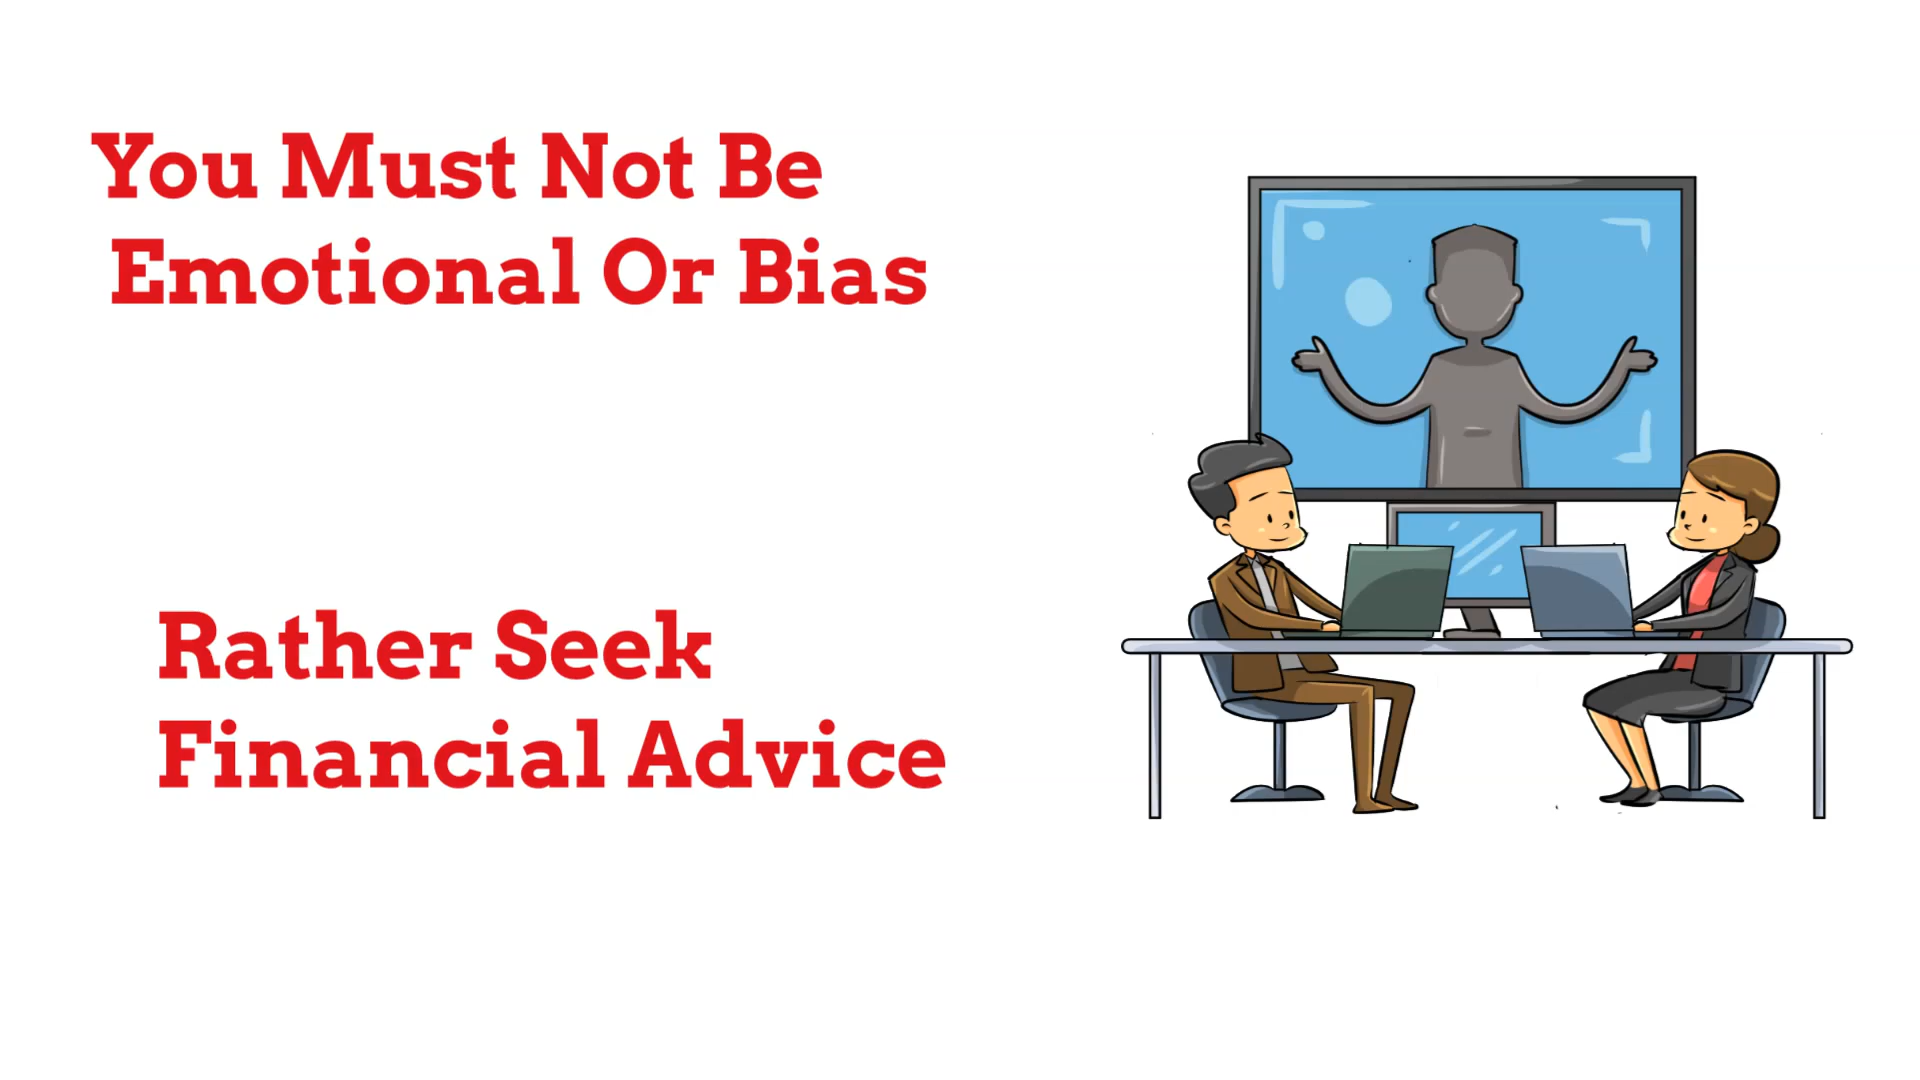 You Must Not Be
Emotional Or Bias
Rather Seek
Financial Advice